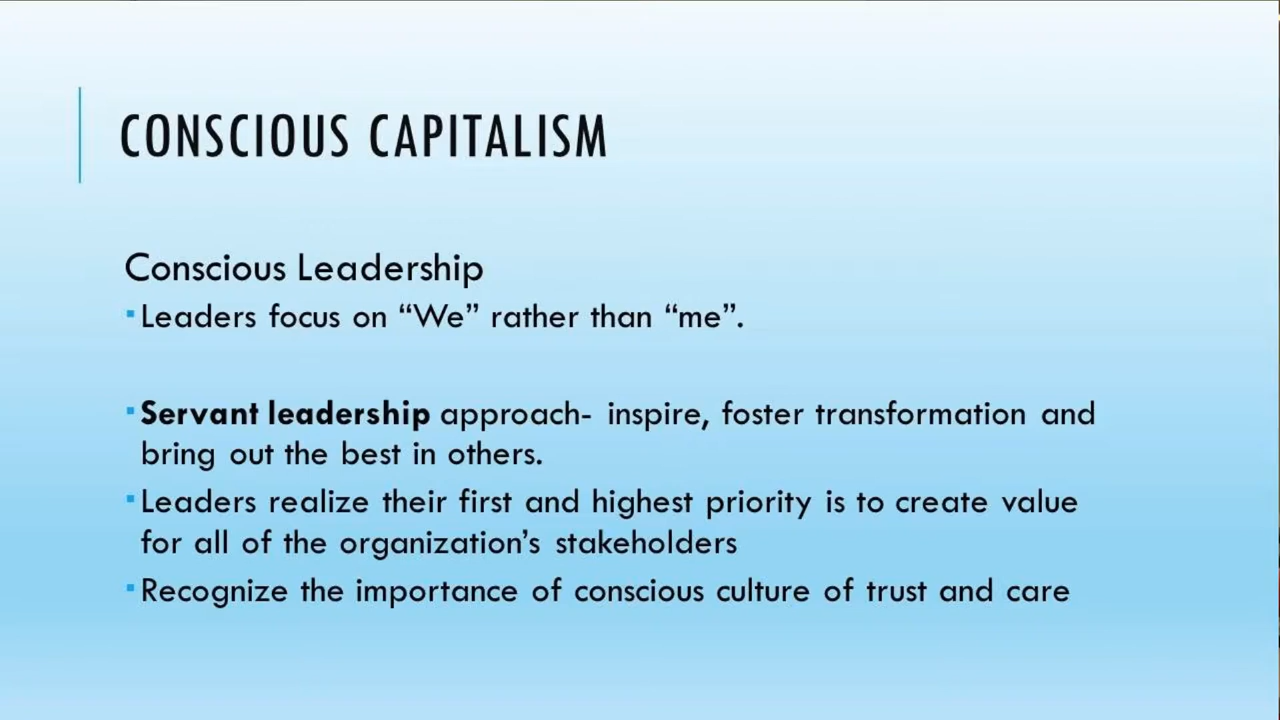 CONSCIOUS CAPITALISM
Conscious Leadership
▪Leaders focus on “We” rather than “me”.
▪Servant leadership approach- inspire, foster transformation and
bring out the best in others.
▪Leaders realize their first and highest priority is to create value
for all of the organization’s stakeholders
▪Recognize the importance of conscious culture of trust and care